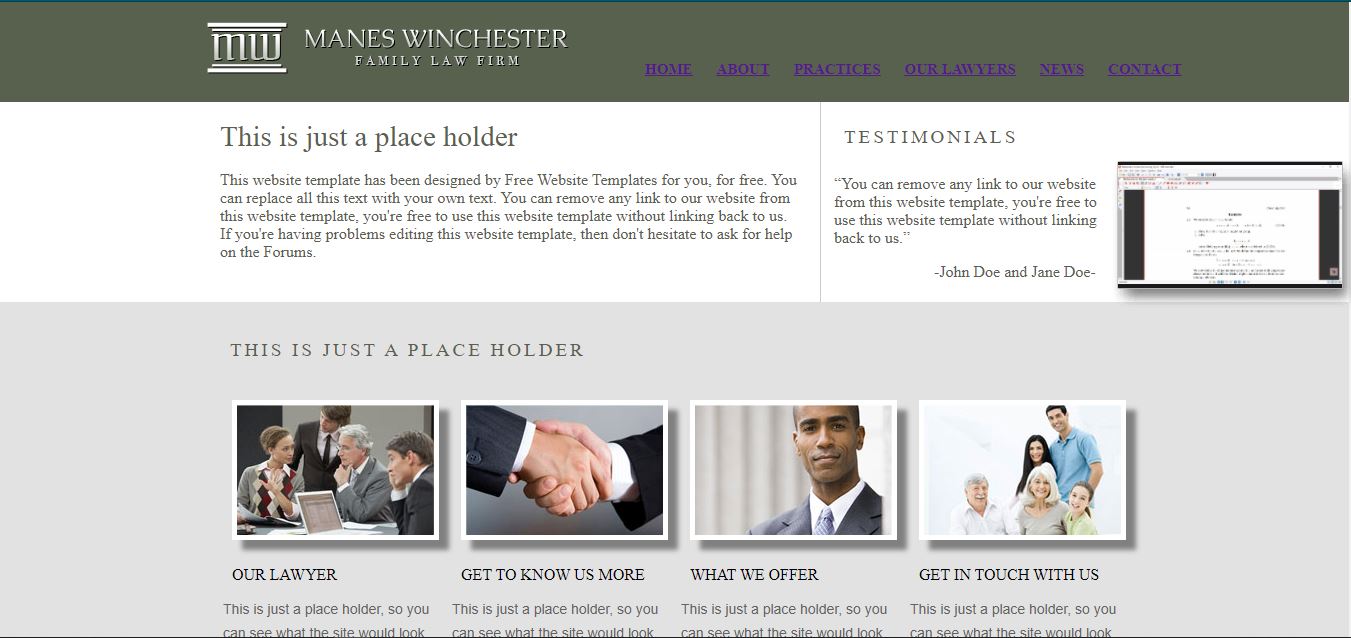 MW MANES WINCHESTER
FAMILY LAW FIRM
HOME ABOUT PRACTICES OUR LAWYERS NEWS CONTACT
This is just a place holder
This website template has been designed by Free Website Templates for you, for free. You
can replace all this text with your own text. You can remove any link to our website from
this website template, you're free to use this website template without linking back to us.
If you're having problems editing this website template, then don't hesitate to ask for help
on the Forums.
TESTIMONIALS
“You can remove any link to our website
from this website template, you're free to
use this website template without linking
back to us.”
-John Doe and Jane Doe-
THIS IS JUST A PLACE HOLDER
OUR LAWYER
This is just a place holder, so you
can see what the site would look
GET TO KNOW US MORE
This is just a place holder, so you
can see what the site would look
WHAT WE OFFER
This is just a place holder, so you
can see what the site would look
GET IN TOUCH WITH US
This is just a place holder, so you
can see what the site would look